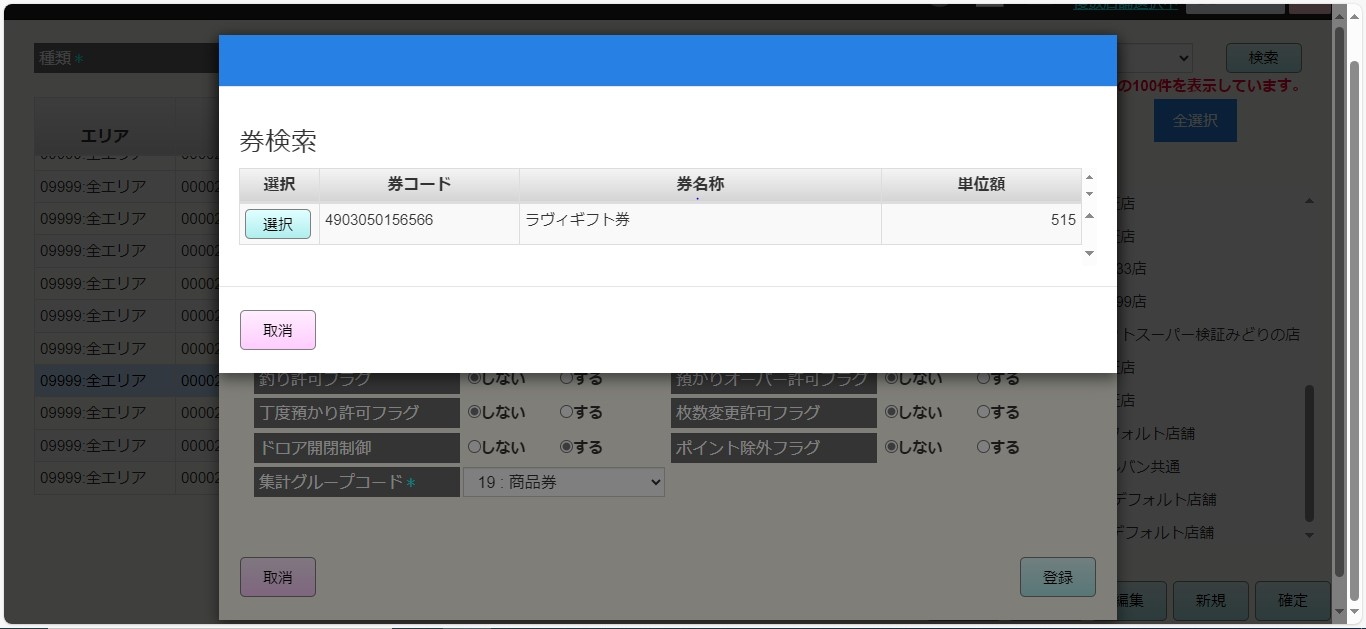 種類*
検索
の100件を表示しています。
全選択
エリア
券検索
選択 券コード 券名称 単位額
選択 4903050156566 ラヴィギフト券 515
取消
09999:全エリア 00002
09999:全エリア 00002
09999:全エリア 00002
09999:全エリア 00002
09999:全エリア 00002
09999:全エリア 00002
09999:全エリア 00002
09999:全エリア 00002
09999:全エリア 00002
09999:全エリア 00002
釣り許可フラグ しない する 預かりオーバー許可フラグ しない する
丁度預かり許可フラグ しない する 枚数変更許可フラグ しない する
ドロア開閉制御 しない する ポイント除外フラグ しない する
集計グループコード* 19 : 商品券
取消 登録
店
店
33店
99店
トスーパー検証みどりの店
店
店
フォルト店舗
パン共通
デフォルト店舗
デフォルト店舗
編集 新規 確定